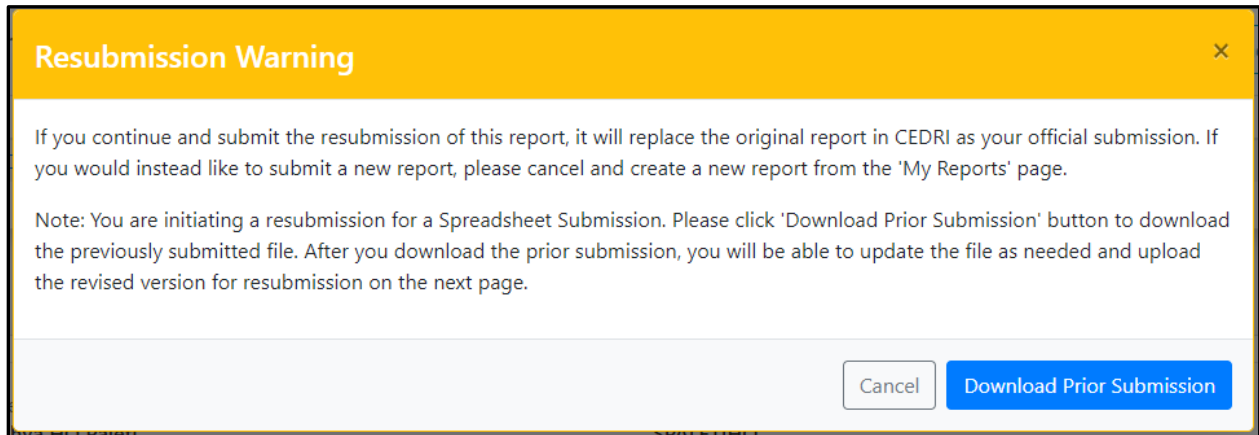 Resubmission Warning ×
If you continue and submit the resubmission of this report, it will replace the original report in CEDRI as your official submission. If
you would instead like to submit a new report, please cancel and create a new report from the 'My Reports' page.
Note: You are initiating a resubmission for a Spreadsheet Submission. Please click 'Download Prior Submission' button to download
the previously submitted file. After you download the prior submission, you will be able to update the file as needed and upload
the revised version for resubmission on the next page.
Cancel Download Prior Submission